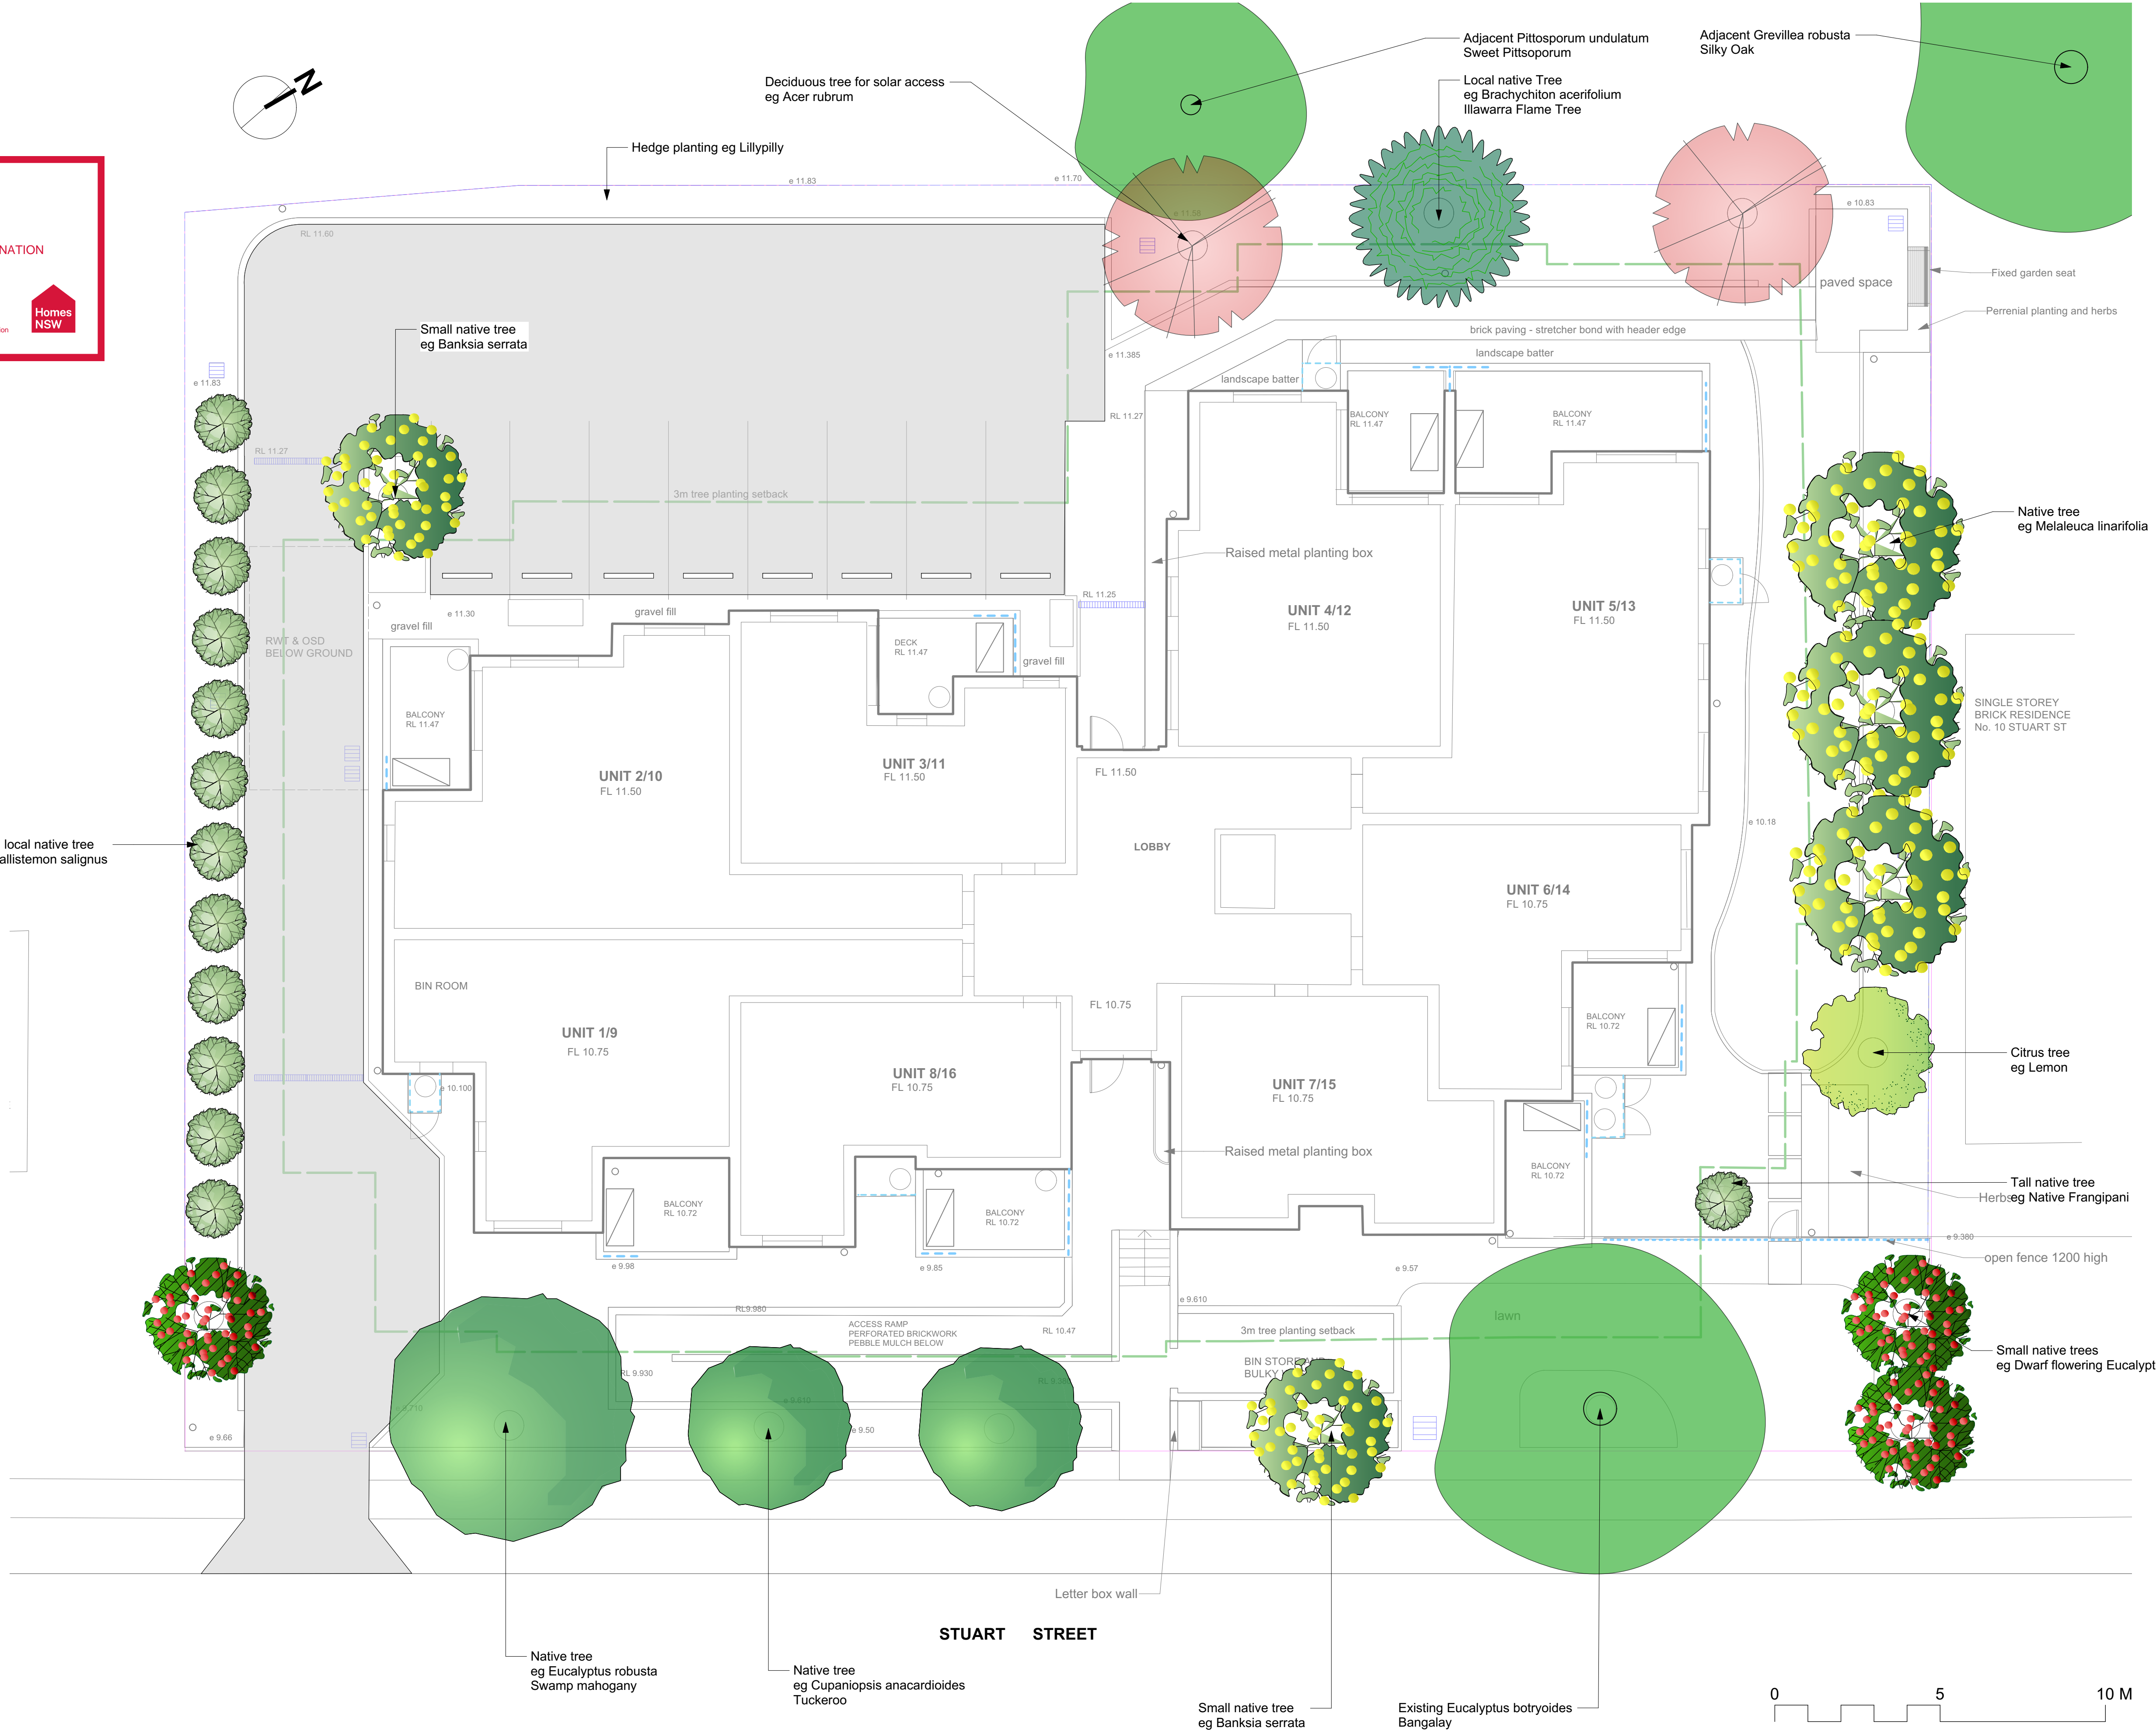 Adjacent Pittosporum undulatum
Sweet Pittsoporum
Adjacent Grevillea robusta
Silky Oak
Deciduous tree for solar access
eg Acer rubrum
Local native Tree
eg Brachychiton acerifolium
Illawarra Flame Tree
N
Hedge planting eg Lillypilly
e 11.83
e 11.70
e 11.58
e 10.83
RL 11.60
NATION
Homes
NSW
ion
paved space
Fixed garden seat
Perrenial planting and herbs
Small native tree
eg Banksia serrata
brick paving - stretcher bond with header edge
landscape batter
e 11.385
landscape batter
e 11.83
RL 11.27
BALCONY
RL 11.47
BALCONY
RL 11.47
RL 11.27
3m tree planting setback
Native tree
eg Melaleuca linarifolia
Raised metal planting box
RL 11.25
UNIT 4/12
FL 11.50
UNIT 5/13
FL 11.50
e 11.30
gravel fill
gravel fill
RWT & OSD
BELOW GROUND
DECK
RL 11.47
gravel fill
BALCONY
RL 11.47
SINGLE STOREY
BRICK RESIDENCE
No. 10 STUART ST
UNIT 2/10
FL 11.50
UNIT 3/11
FL 11.50
FL 11.50
LOBBY
e 10.18
local native tree
allistemon salignus
UNIT 6/14
FL 10.75
BIN ROOM
UNIT 1/9
FL 10.75
FL 10.75
BALCONY
RL 10.72
Citrus tree
eg Lemon
UNIT 8/16
FL 10.75
UNIT 7/15
FL 10.75
e 10.100
Raised metal planting box
BALCONY
RL 10.72
Tall native tree
Herbs
eg Native Frangipani
BALCONY
RL 10.72
BALCONY
RL 10.72
e 9.380
open fence 1200 high
e 9.98
e 9.85
e 9.57
RL9.980
e 9.610
lawn
ACCESS RAMP
PERFORATED BRICKWORK
PEBBLE MULCH BELOW
RL 10.47
3m tree planting setback
Small native trees
eg Dwarf flowering Eucalypt
BIN STORE AND
BULKY
RL 9.930
e 9.710
e 9.50
e 9.66
Letter box wall
STUART STREET
Native tree
eg Eucalyptus robusta
Swamp mahogany
Native tree
eg Cupaniopsis anacardioides
Tuckeroo
Small native tree
eg Banksia serrata
Existing Eucalyptus botryoides
Bangalay
0 5 10 M